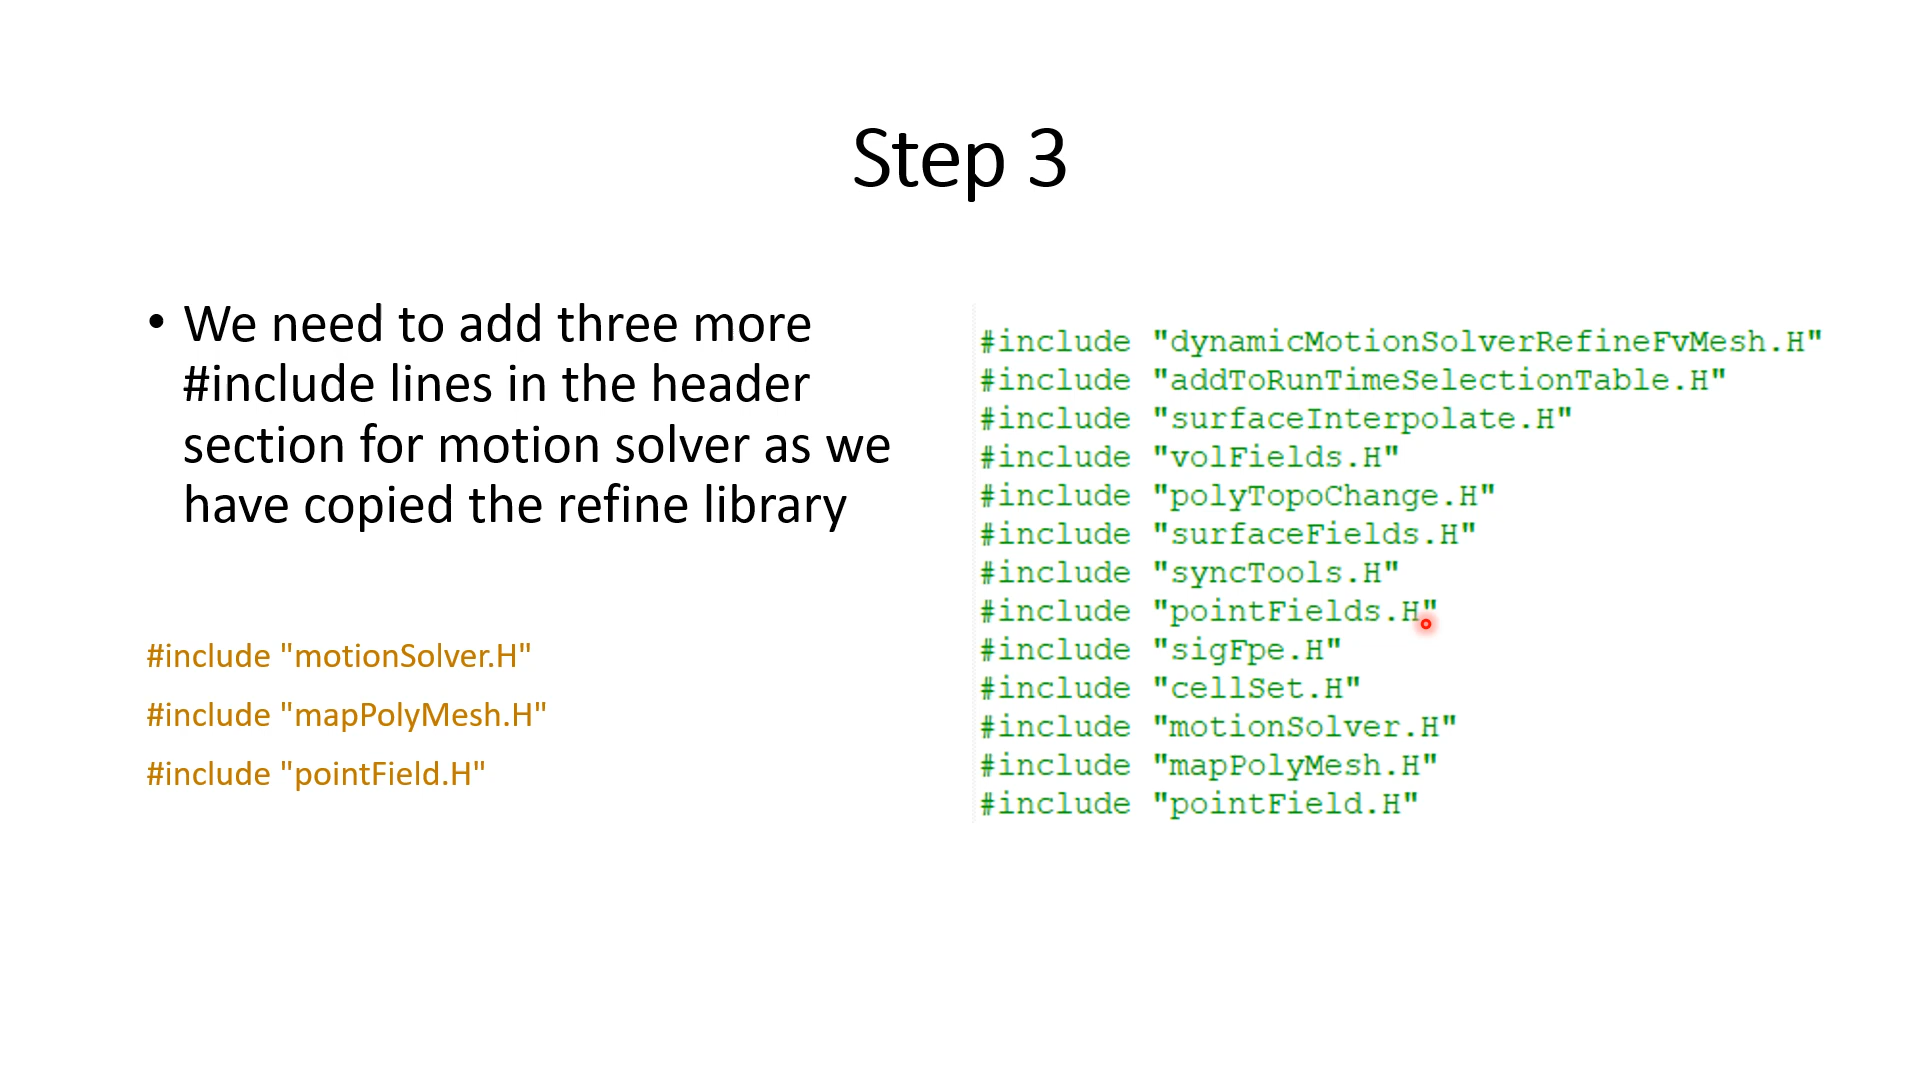 Step 3
• We need to add three more
#include lines in the header
section for motion solver as we
have copied the refine library
#include "motionSolver.H"
#include "mapPolyMesh.H"
#include "pointField.H"
#include "dynamicMotionSolverRefineFvMesh.H"
#include "addToRunTimeSelectionTable.H"
#include "surfaceInterpolate.H"
#include "volFields.H"
#include "polyTopoChange.H"
#include "surfaceFields.H"
#include "syncTools.H"
#include "pointFields.H"
#include "sigFpe.H"
#include "cellSet.H"
#include "motionSolver.H"
#include "mapPolyMesh.H"
#include "pointField.H"